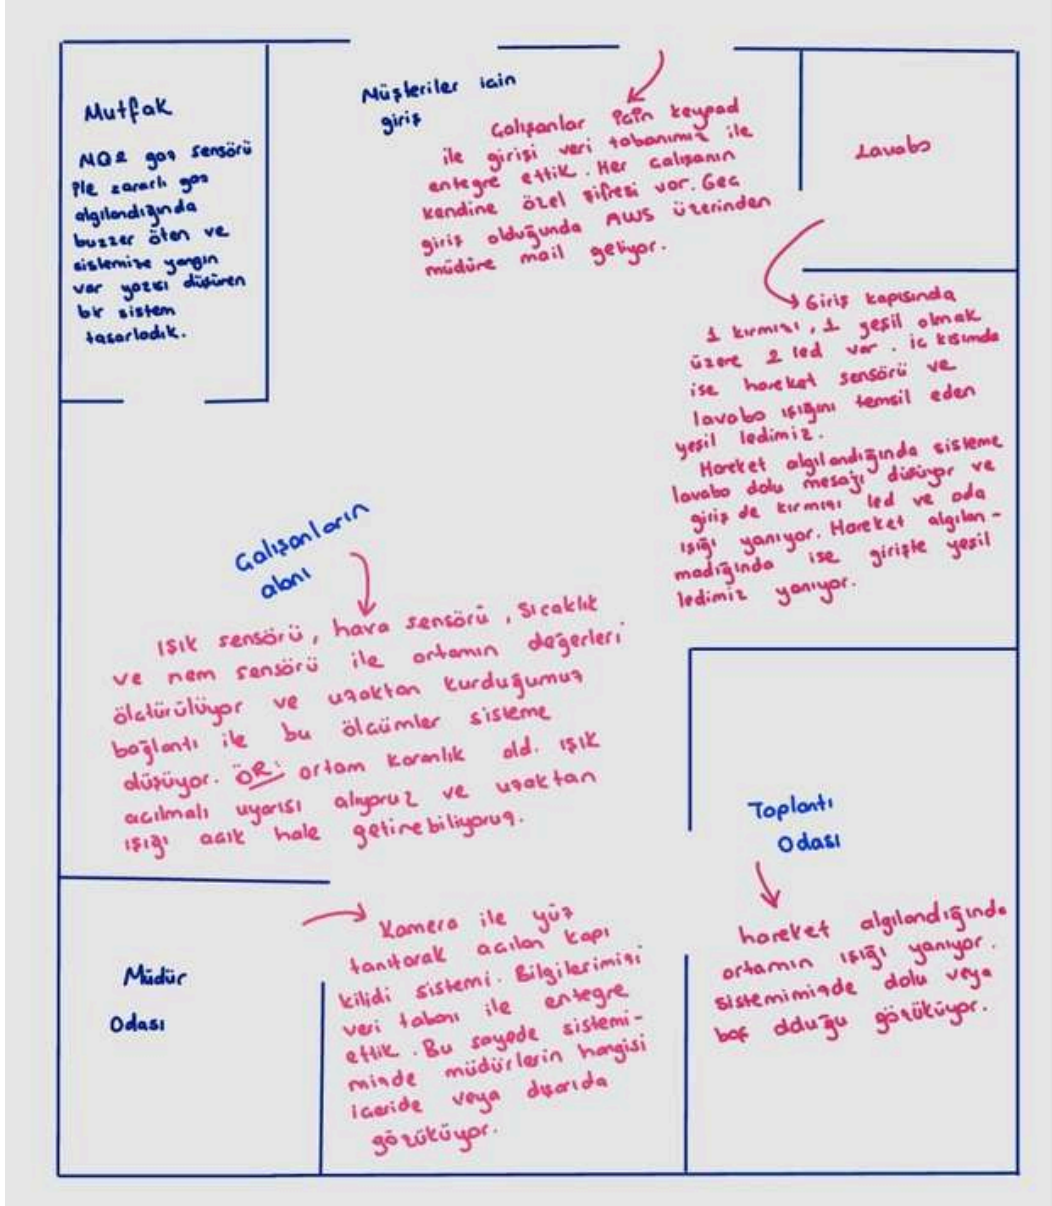 Mutfak
MQ2 gaz sensörü
ile zararlı gaz
algılandığında
buzzer öten ve
sistemize yangın
var yazısı düşüren
bir sistem
tasarladık.
Müşteriler için
giriş
Çalışanlar için keypad
ile girişi veri tabanımız ile
entegre ettik. Her çalışanın
kendine özel şifresi var. Geç
giriş olduğunda AWS üzerinden
müdüre mail geliyor.
Lavabo
Giriş kapısında
1 kırmızı, 1 yeşil olmak
üzere 2 led var. iç kısımda
ise hareket sensörü ve
lavabo ışığını temsil eden
yeşil ledimiz.
Hareket algılandığında sisteme
lavabo dolu mesajı düşüyor ve
giriş de kırmızı led ve oda
ışığı yanıyor. Hareket algılan-
madığında ise girişte yeşil
ledimiz yanıyor.
Çalışanların
alanı
Işık sensörü, hava sensörü, sıcaklık
ve nem sensörü ile ortamın değerleri
ölçtürülüyor ve uzaktan kurduğumuz
bağlantı ile bu ölçümler sisteme
düşüyor. ÖR: ortam karanlık old. ışık
açılmalı uyarısı alıyoruz ve uzaktan
ışığı açık hale getirebiliyoruz.
Toplantı
Odası
hareket algılandığında
ortamın ışığı yanıyor.
sistemimizde dolu veya
boş olduğu gözüküyor.
Müdür
Odası
Kamera ile yüz
tanıtarak açılan kapı
kilidi sistemi. Bilgilerimizi
veri tabanı ile entegre
ettik. Bu sayede sistemi-
mizde müdürlerin hangisi
içeride veya dışarıda
gözüküyor.